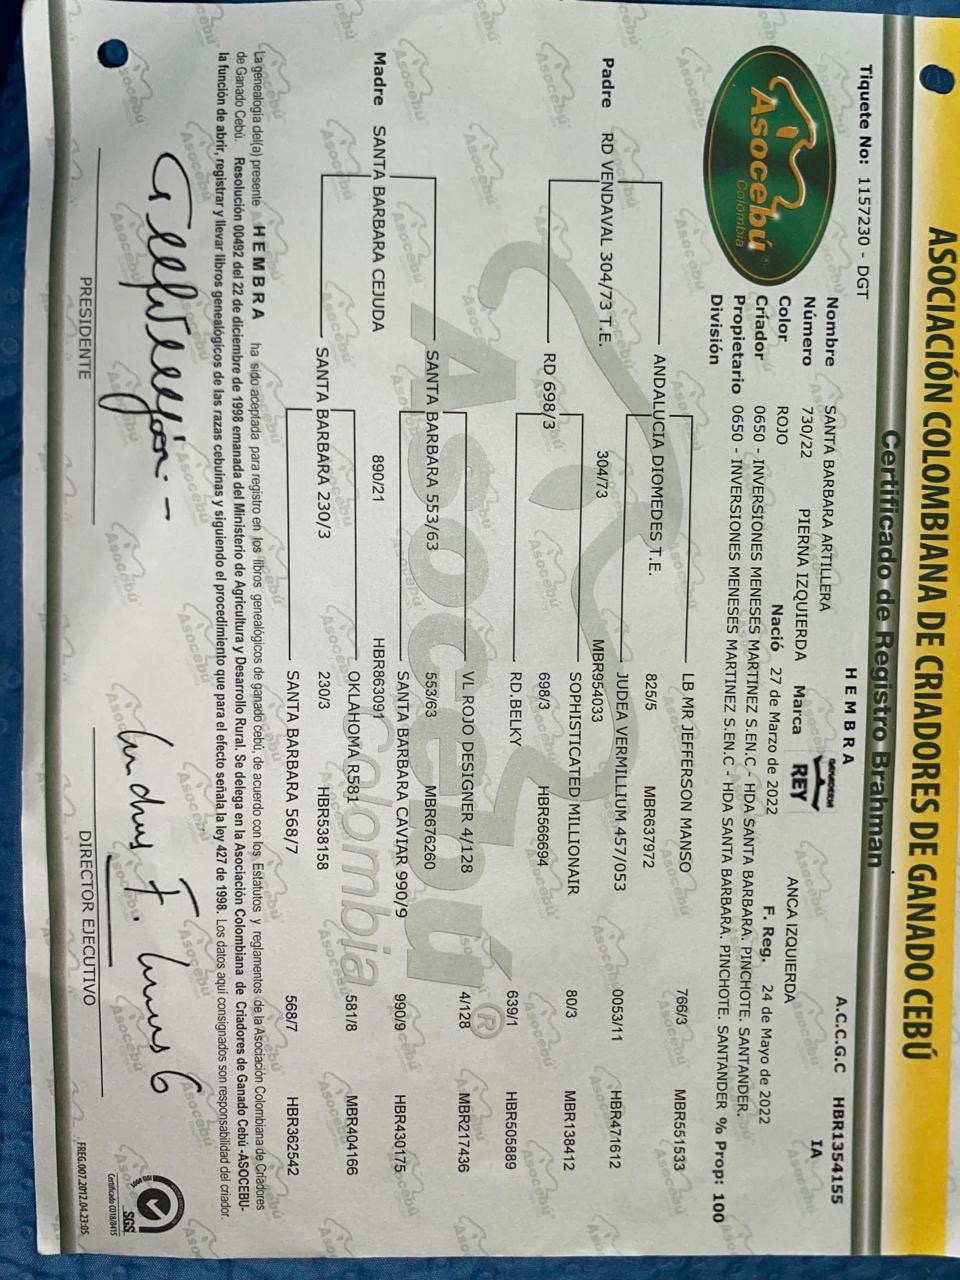 ASOCIACIÓN COLOMBIANA DE CRIADORES DE GANADO CEBÚ
Certificado de Registro Brahman
Tiquete No: 1157230 - DGT
HEMBRA
A.C.C.G.C HBR1354155
Asocebú
Colombia
Nombre SANTA BARBARA ARTILLERA IA
Número 730/22 PIERNA IZQUIERDA Marca REY ANCA IZQUIERDA
Color ROJO Nació 27 de Marzo de 2022 F. Reg. 24 de Mayo de 2022
Criador 0650 - INVERSIONES MENESES MARTINEZ S.EN.C - HDA SANTA BARBARA. PINCHOTE. SANTANDER.
Propietario 0650 - INVERSIONES MENESES MARTINEZ S.EN.C - HDA SANTA BARBARA. PINCHOTE. SANTANDER % Prop: 100
División
LB MR JEFFERSON MANSO 766/3 MBR551533
ANDALUCIA DIOMEDES T.E. 825/5 MBR637972
JUDEA VERMILLIUM 457/053 0053/11 HBR471612
Padre RD VENDAVAL 304/73 T.E. 304/73 MBR954033
SOPHISTICATED MILLIONAIR 80/3 MBR138412
RD 698/3 698/3 HBR566694
RD.BELKY 639/1 HBR505889
VL ROJO DESIGNER 4/128 4/128 MBR217436
SANTA BARBARA 553/63 553/63 MBR676260
SANTA BARBARA CAVIAR 990/9 990/9 HBR430175
Madre SANTA BARBARA CEJUDA 890/21 HBR863091
OKLAHOMA R581 581/8 MBR404166
SANTA BARBARA 230/3 230/3 HBR538158
SANTA BARBARA 568/7 568/7 HBR362542
La genealogía del(a) presente HEMBRA ha sido aceptada para registro en los libros genealógicos de ganado cebú, de acuerdo con los Estatutos y reglamentos de la Asociación Colombiana de Criadores
de Ganado Cebú. Resolución 00492 del 22 de diciembre de 1998 emanada del Ministerio de Agricultura y Desarrollo Rural. Se delega en la Asociación Colombiana de Criadores de Ganado Cebú -ASOCEBU-
la función de abrir, registrar y llevar libros genealógicos de las razas cebuinas y siguiendo el procedimiento que para el efecto señala la ley 427 de 1998. Los datos aquí consignados son responsabilidad del criador.
PRESIDENTE
DIRECTOR EJECUTIVO
SGS
Certificado CO18/8415
FREG.007.2012.04.23:05